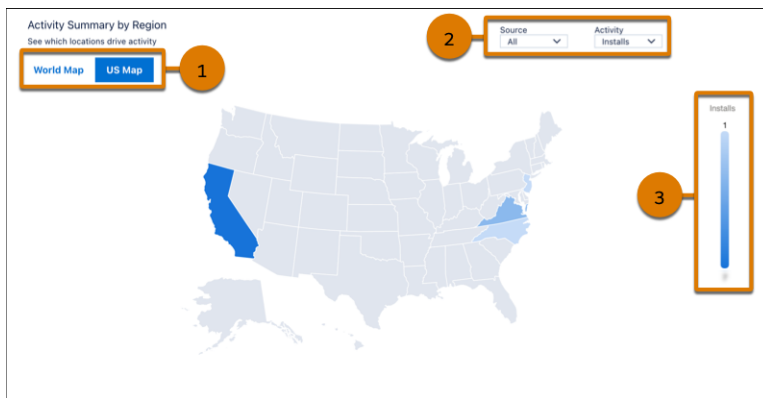 Activity Summary by Region
See which locations drive activity
World Map US Map
1
2
Source Activity
All Installs
Installs
1
3